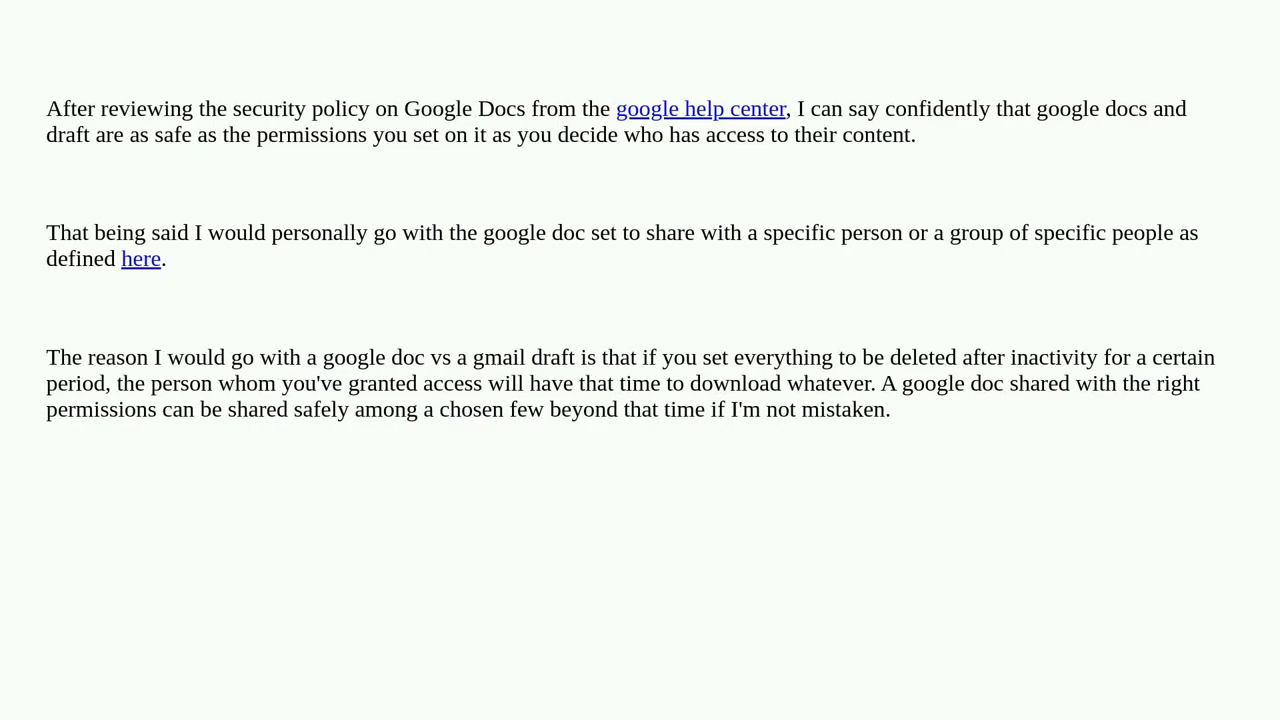 After reviewing the security policy on Google Docs from the google help center, I can say confidently that google docs and
draft are as safe as the permissions you set on it as you decide who has access to their content.
That being said I would personally go with the google doc set to share with a specific person or a group of specific people as
defined here.
The reason I would go with a google doc vs a gmail draft is that if you set everything to be deleted after inactivity for a certain
period, the person whom you've granted access will have that time to download whatever. A google doc shared with the right
permissions can be shared safely among a chosen few beyond that time if I'm not mistaken.